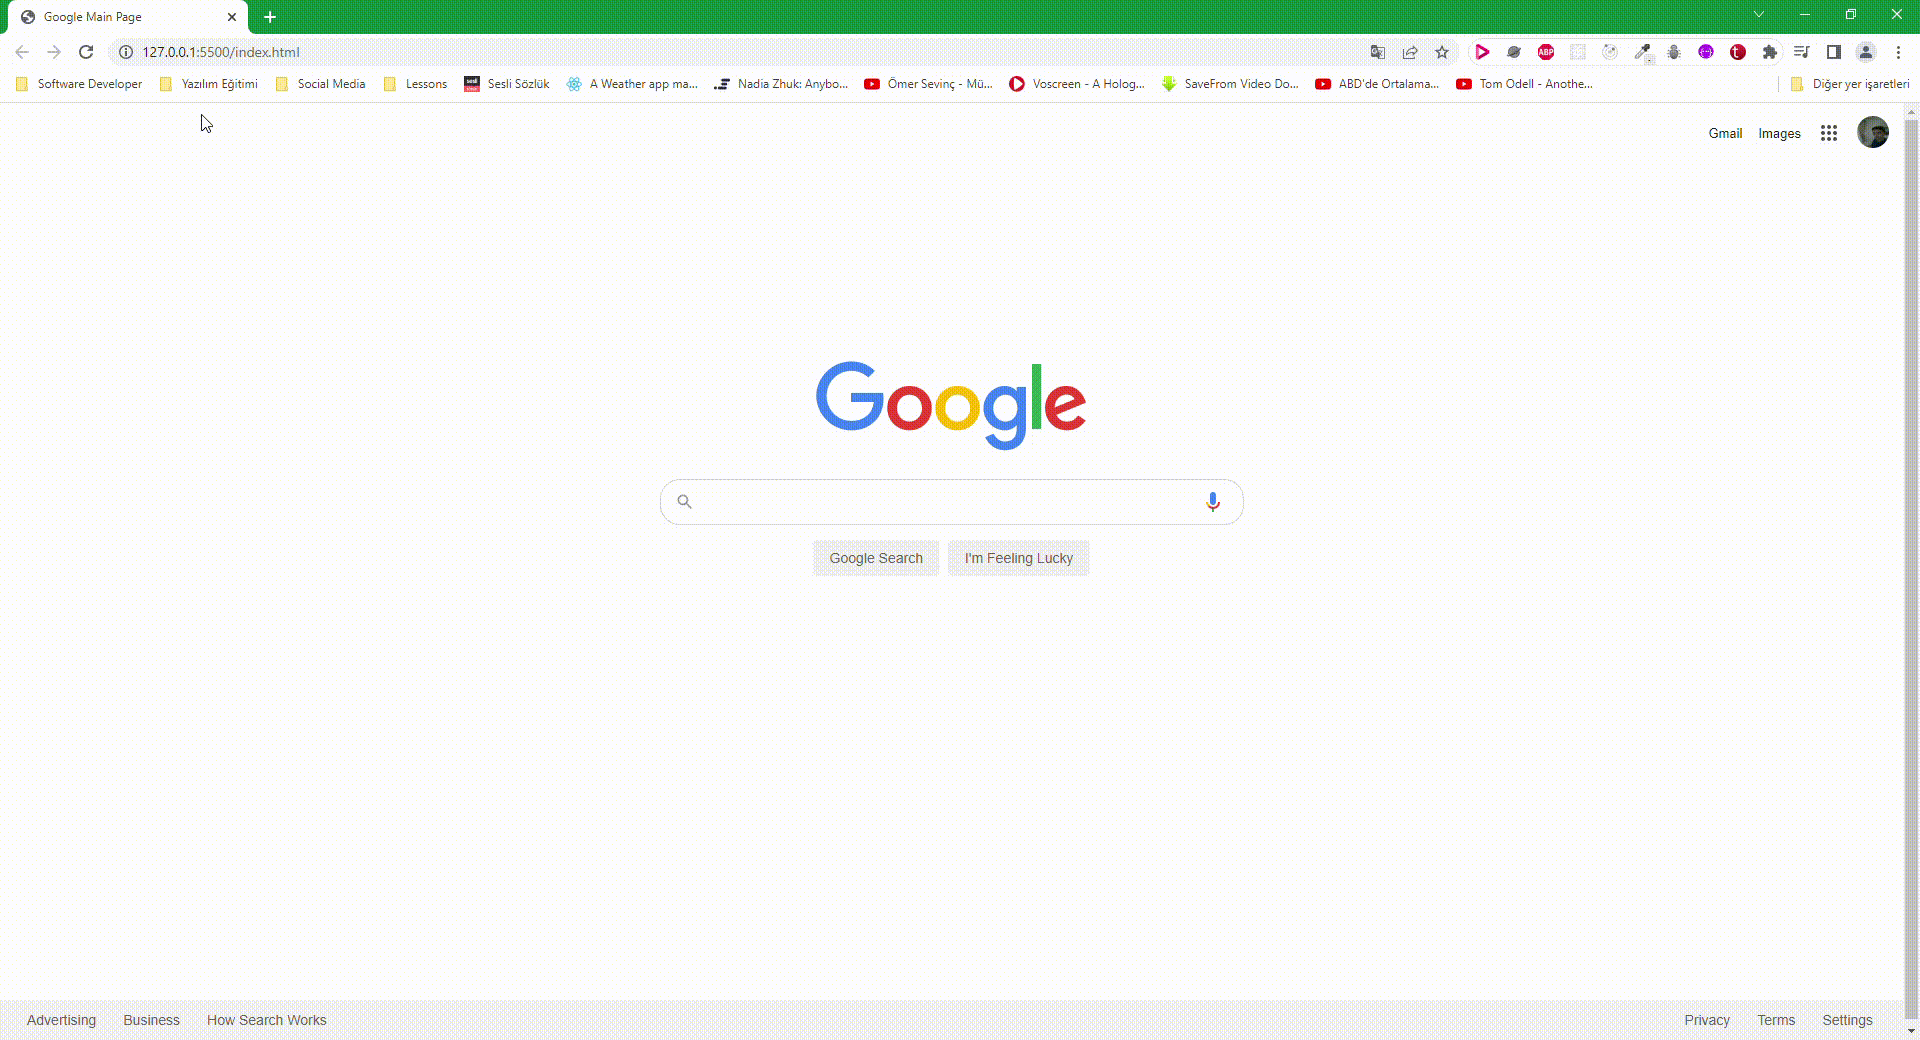 Google Main Page
127.0.0.1:5500/index.html
ABP
Software Developer Yazılım Eğitimi Social Media Lessons Sesli Sözlük A Weather app ma... Nadia Zhuk: Anybo... Ömer Sevinç - Mü... Voscreen - A Holog... SaveFrom Video Do... ABD'de Ortalama... Tom Odell - Anothe... Diğer yer işaretleri
Gmail Images
Google
Google Search I'm Feeling Lucky
Advertising Business How Search Works Privacy Terms Settings